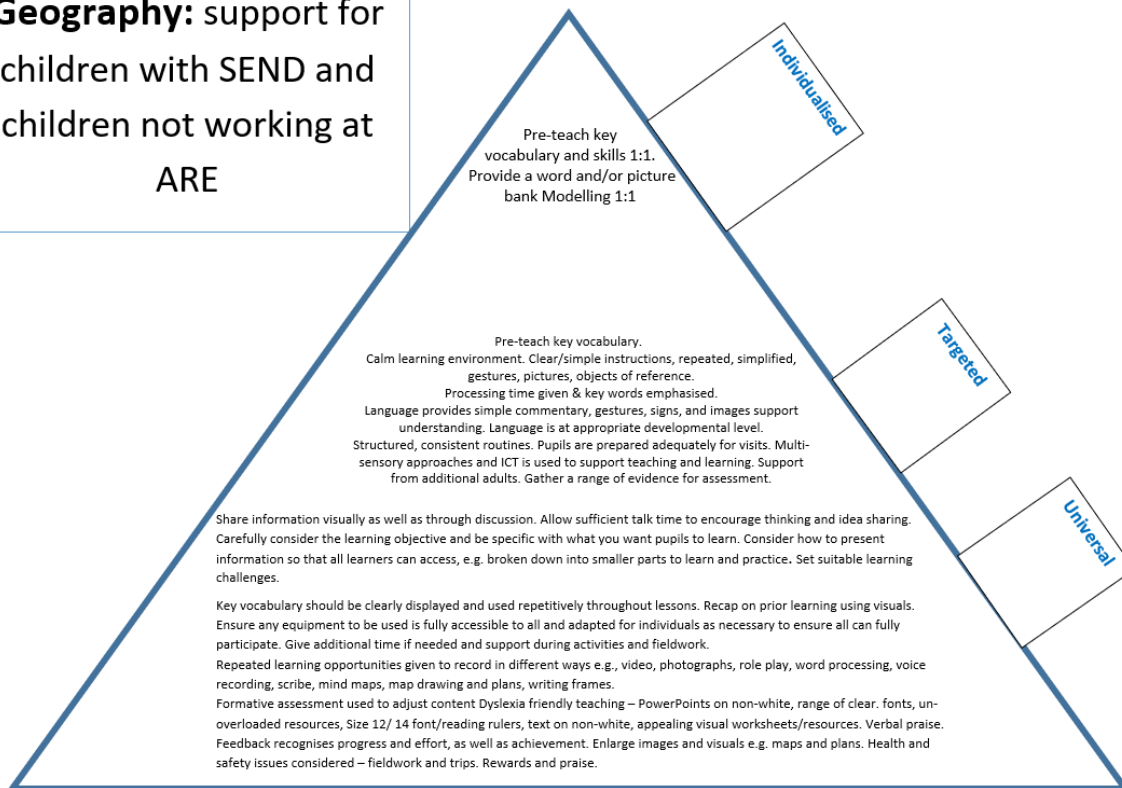 Geography: support for
children with SEND and
children not working at
ARE
Individualised
Pre-teach key
vocabulary and skills 1:1.
Provide a word and/or picture
bank Modelling 1:1
Targeted
Pre-teach key vocabulary.
Calm learning environment. Clear/simple instructions, repeated, simplified,
gestures, pictures, objects of reference.
Processing time given & key words emphasised.
Language provides simple commentary, gestures, signs, and images support
understanding. Language is at appropriate developmental level.
Structured, consistent routines. Pupils are prepared adequately for visits. Multi-
sensory approaches and ICT is used to support teaching and learning. Support
from additional adults. Gather a range of evidence for assessment.
Universal
Share information visually as well as through discussion. Allow sufficient talk time to encourage thinking and idea sharing.
Carefully consider the learning objective and be specific with what you want pupils to learn. Consider how to present
information so that all learners can access, e.g. broken down into smaller parts to learn and practice. Set suitable learning
challenges.
Key vocabulary should be clearly displayed and used repetitively throughout lessons. Recap on prior learning using visuals.
Ensure any equipment to be used is fully accessible to all and adapted for individuals as necessary to ensure all can fully
participate. Give additional time if needed and support during activities and fieldwork.
Repeated learning opportunities given to record in different ways e.g., video, photographs, role play, word processing, voice
recording, scribe, mind maps, map drawing and plans, writing frames.
Formative assessment used to adjust content Dyslexia friendly teaching – PowerPoints on non-white, range of clear. fonts, un-
overloaded resources, Size 12/ 14 font/reading rulers, text on non-white, appealing visual worksheets/resources. Verbal praise.
Feedback recognises progress and effort, as well as achievement. Enlarge images and visuals e.g. maps and plans. Health and
safety issues considered – fieldwork and trips. Rewards and praise.